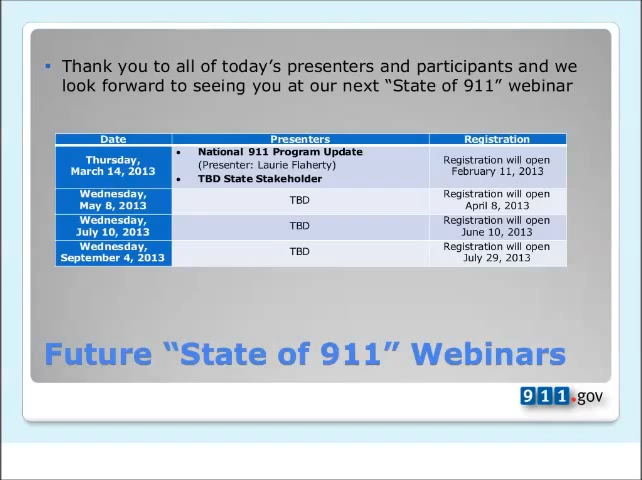 ▪ Thank you to all of today’s presenters and participants and we
look forward to seeing you at our next “State of 911” webinar
Date Presenters Registration
Thursday,
March 14, 2013
• National 911 Program Update
(Presenter: Laurie Flaherty)
• TBD State Stakeholder
Registration will open
February 11, 2013
Wednesday,
May 8, 2013
TBD
Registration will open
April 8, 2013
Wednesday,
July 10, 2013
TBD
Registration will open
June 10, 2013
Wednesday,
September 4, 2013
TBD
Registration will open
July 29, 2013
Future “State of 911” Webinars
911.gov